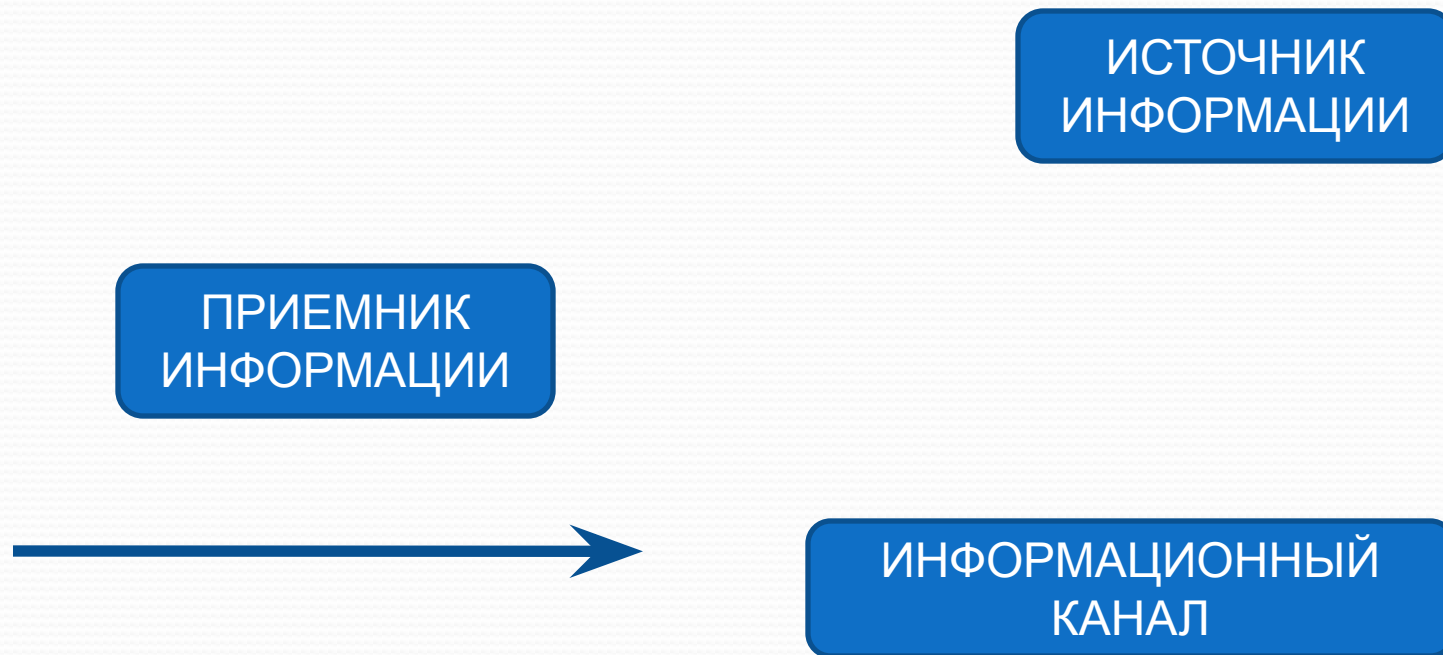 ИСТОЧНИК
ИНФОРМАЦИИ
ПРИЕМНИК
ИНФОРМАЦИИ
ИНФОРМАЦИОННЫЙ
КАНАЛ